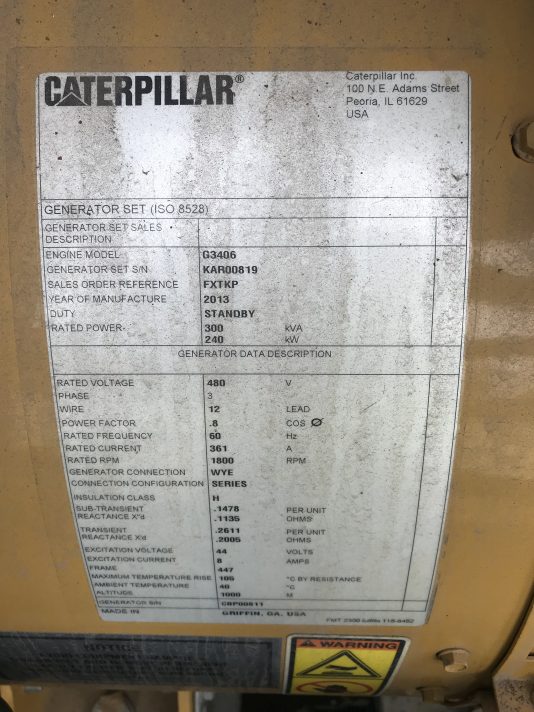 CATERPILLAR®
Caterpillar Inc
100 N.E. Adams Street
Peoria, IL 61629
USA
GENERATOR SET (ISO 8528)
GENERATOR SET SALES
DESCRIPTION
ENGINE MODEL G3406
GENERATOR SET S/N KAR00819
SALES ORDER REFERENCE FXTKP
YEAR OF MANUFACTURE 2013
DUTY STANDBY
RATED POWER 300 kVA
240 kW
GENERATOR DATA DESCRIPTION
RATED VOLTAGE 480 V
PHASE 3
WIRE 12 LEAD
POWER FACTOR .8 COS Ø
RATED FREQUENCY 60 Hz
RATED CURRENT 361 A
RATED RPM 1800 RPM
GENERATOR CONNECTION WYE
CONNECTION CONFIGURATION SERIES
INSULATION CLASS H
SUB-TRANSIENT .1478 PER UNIT
REACTANCE X"d .1135 OHMS
TRANSIENT .2611 PER UNIT
REACTANCE X'd .2005 OHMS
EXCITATION VOLTAGE 44 VOLTS
EXCITATION CURRENT 8 AMPS
FRAME 447
MAXIMUM TEMPERATURE RISE 105 °C BY RESISTANCE
AMBIENT TEMPERATURE 40 °C
ALTITUDE 1000 M
GENERATOR S/N CBP00811
MADE IN GRIFFIN, GA, USA
NOTICE
WARNING